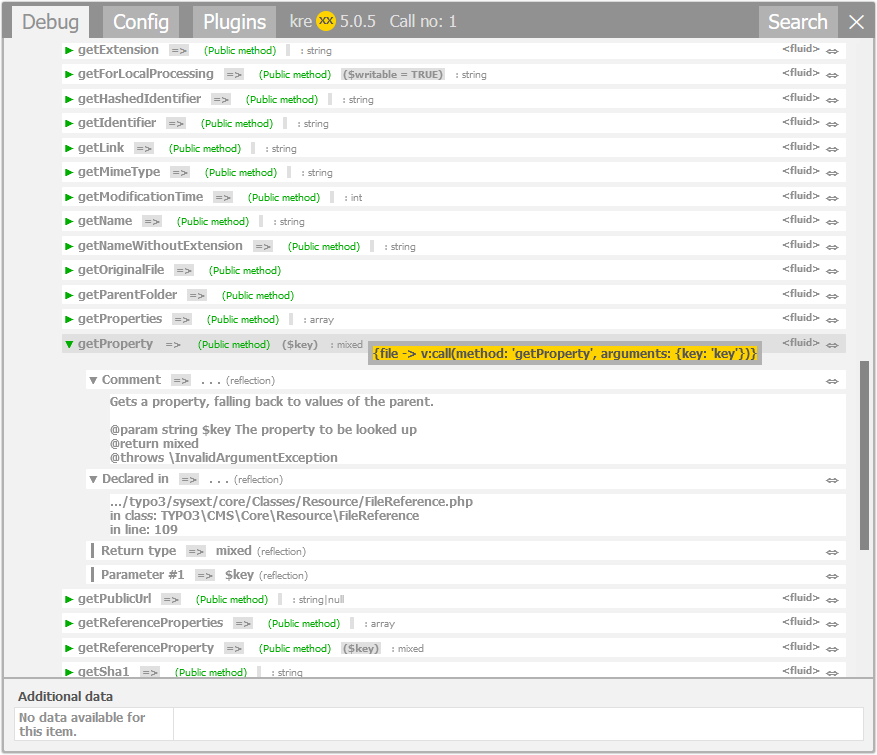 Debug Config Plugins kre XX 5.0.5 Call no: 1 Search
getExtension => (Public method) : string <fluid>
getForLocalProcessing => (Public method) ($writable = TRUE) : string <fluid>
getHashedIdentifier => (Public method) : string <fluid>
getIdentifier => (Public method) : string <fluid>
getLink => (Public method) : string <fluid>
getMimeType => (Public method) : string <fluid>
getModificationTime => (Public method) : int <fluid>
getName => (Public method) : string <fluid>
getNameWithoutExtension => (Public method) : string <fluid>
getOriginalFile => (Public method) <fluid>
getParentFolder => (Public method) <fluid>
getProperties => (Public method) : array <fluid>
getProperty => (Public method) ($key) : mixed <fluid>
{file -> v:call(method: 'getProperty', arguments: {key: 'key'})}
Comment => ... (reflection)
Gets a property, falling back to values of the parent.
@param string $key The property to be looked up
@return mixed
@throws \InvalidArgumentException
Declared in => ... (reflection)
.../typo3/sysext/core/Classes/Resource/FileReference.php
in class: TYPO3\CMS\Core\Resource\FileReference
in line: 109
Return type => mixed (reflection)
Parameter #1 => $key (reflection)
getPublicUrl => (Public method) : string|null <fluid>
getReferenceProperties => (Public method) : array <fluid>
getReferenceProperty => (Public method) ($key) : mixed <fluid>
getSha1 => (Public method) : string <fluid>
Additional data
No data available for
this item.